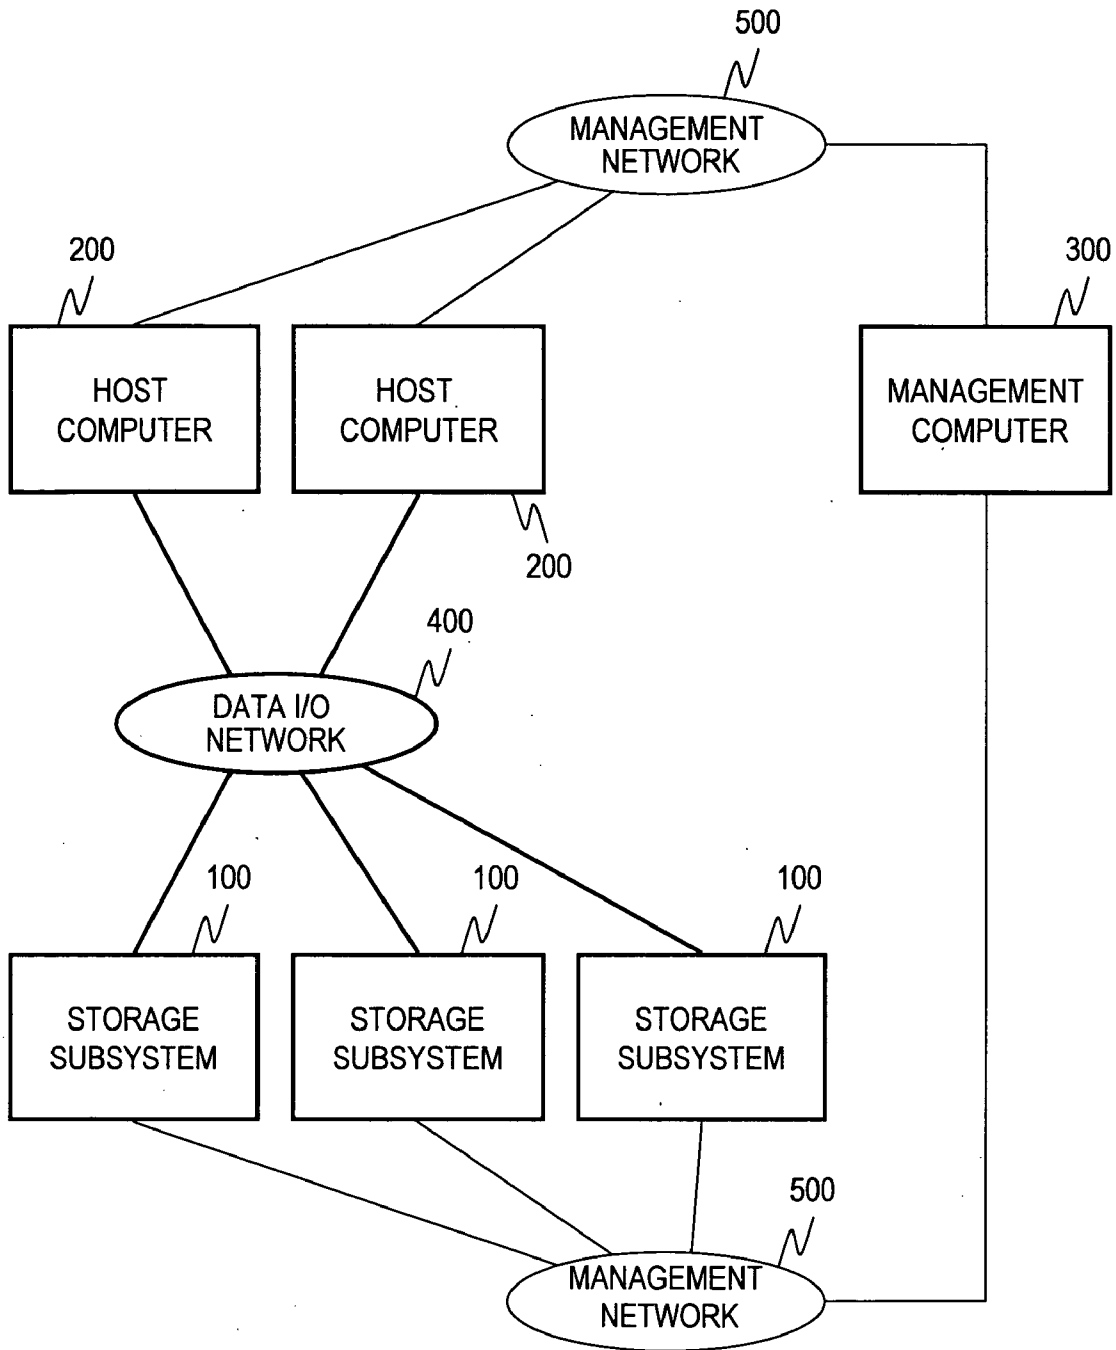 500
MANAGEMENT
NETWORK
200
300
HOST
COMPUTER
HOST
COMPUTER
MANAGEMENT
COMPUTER
200
400
DATA I/O
NETWORK
100
100
100
STORAGE
SUBSYSTEM
STORAGE
SUBSYSTEM
STORAGE
SUBSYSTEM
500
MANAGEMENT
NETWORK